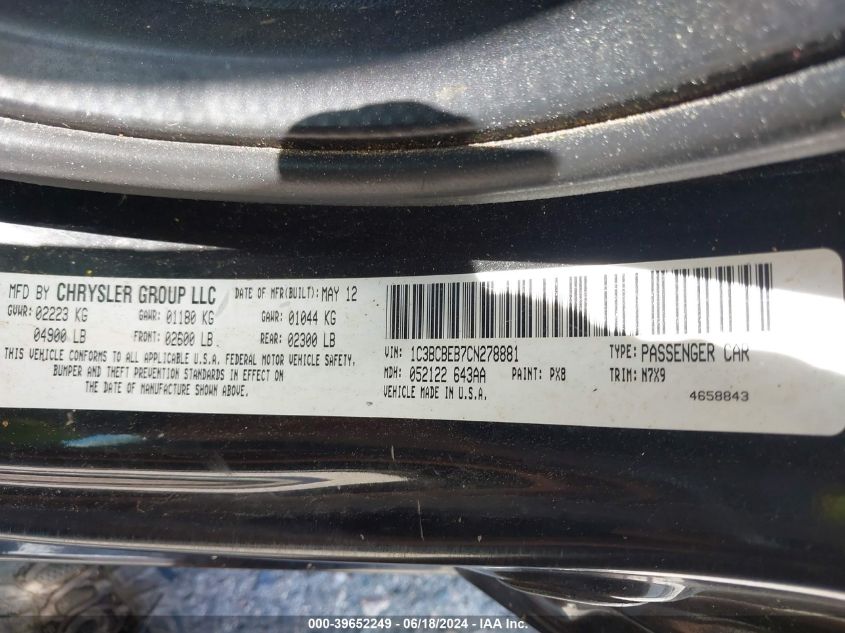 MFD BY CHRYSLER GROUP LLC DATE OF MFR(BUILT): MAY 12
GVWR: 02223 KG GAWR: 01180 KG GAWR: 01044 KG
04900 LB FRONT: 02600 LB REAR: 02300 LB
THIS VEHICLE CONFORMS TO ALL APPLICABLE U.S.A. FEDERAL MOTOR VEHICLE SAFETY,
BUMPER AND THEFT PREVENTION STANDARDS IN EFFECT ON
THE DATE OF MANUFACTURE SHOWN ABOVE.
VIN: 1C3BCBEB7CN278881 TYPE: PASSENGER CAR
MDH: 052122 643AA PAINT: PX8 TRIM: N7X9
VEHICLE MADE IN U.S.A. 4658843
000-39652249 - 06/18/2024 - IAA Inc.